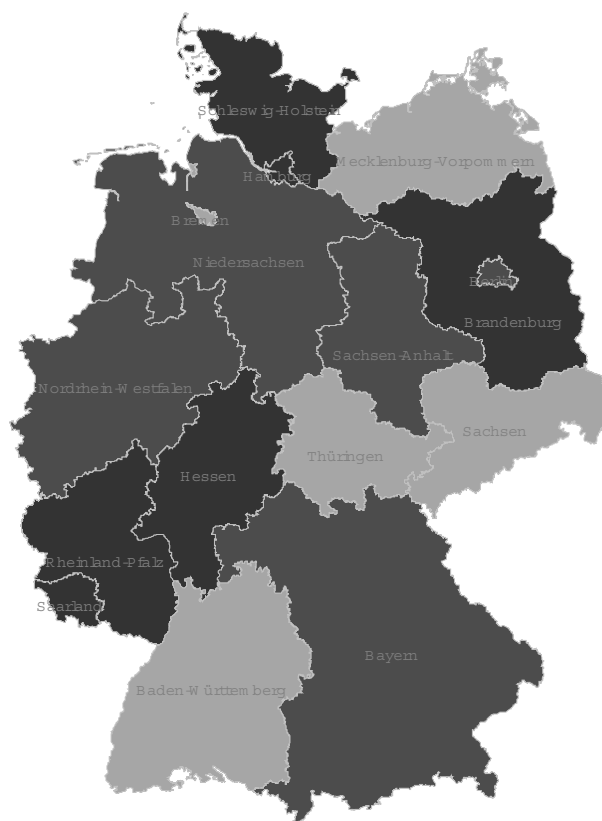 Schleswig-Holstein
Mecklenburg-Vorpommern
Hamburg
Bremen
Niedersachsen
Berlin
Brandenburg
Sachsen-Anhalt
Nordrhein-Westfalen
Sachsen
Thüringen
Hessen
Rheinland-Pfalz
Saarland
Bayern
Baden-Württemberg